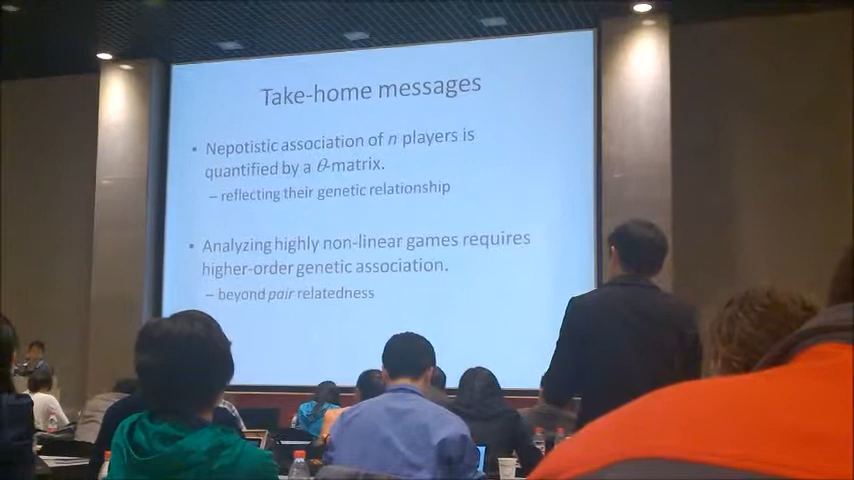 Take-home messages
• Nepotistic association of n players is
quantified by a θ-matrix.
– reflecting their genetic relationship
• Analyzing highly non-linear games requires
higher-order genetic association.
– beyond pair relatedness